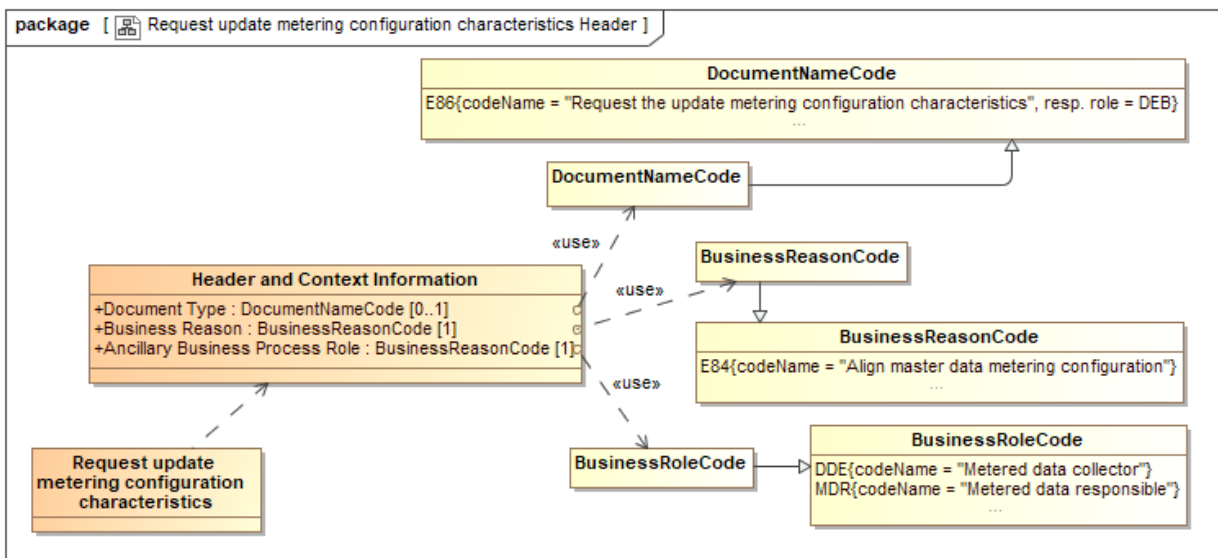 package [ Request update metering configuration characteristics Header ]
DocumentNameCode
E86{codeName = "Request the update metering configuration characteristics", resp. role = DEB}
...
DocumentNameCode
«use»
BusinessReasonCode
Header and Context Information
«use»
+Document Type : DocumentNameCode [0..1]
+Business Reason : BusinessReasonCode [1]
+Ancillary Business Process Role : BusinessReasonCode [1]
BusinessReasonCode
E84{codeName = "Align master data metering configuration"}
...
«use»
BusinessRoleCode
BusinessRoleCode
DDE{codeName = "Metered data collector"}
MDR{codeName = "Metered data responsible"}
...
Request update
metering configuration
characteristics